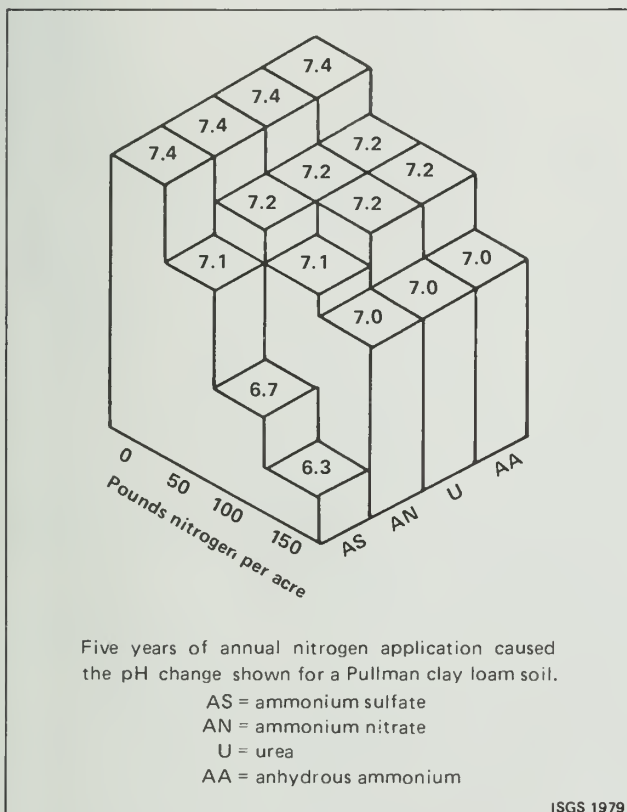 7.4
7.4
7.4
7.4
7.2
7.2
7.2
7.2
7.2
7.1
7.1
7.0
7.0
7.0
6.7
6.3
0
50
100
150
Pounds nitrogen, per acre
AS
AN
U
AA
Five years of annual nitrogen application caused
the pH change shown for a Pullman clay loam soil.
AS = ammonium sulfate
AN = ammonium nitrate
U = urea
AA = anhydrous ammonium
ISGS 1979